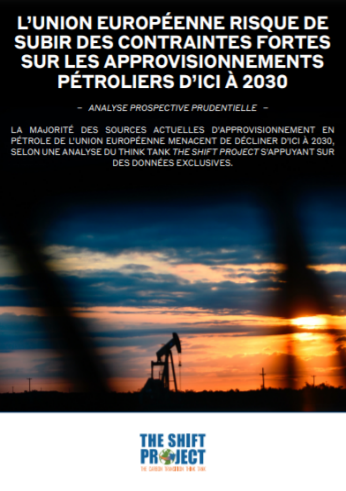 L'UNION EUROPÉENNE RISQUE DE
SUBIR DES CONTRAINTES FORTES
SUR LES APPROVISIONNEMENTS
PÉTROLIERS D'ICI À 2030
– ANALYSE PROSPECTIVE PRUDENTIELLE –
LA MAJORITÉ DES SOURCES ACTUELLES D'APPROVISIONNEMENT EN
PÉTROLE DE L'UNION EUROPÉENNE MENACENT DE DÉCLINER D'ICI À 2030,
SELON UNE ANALYSE DU THINK TANK THE SHIFT PROJECT S'APPUYANT SUR
DES DONNÉES EXCLUSIVES.
THE SHIFT
PROJECT